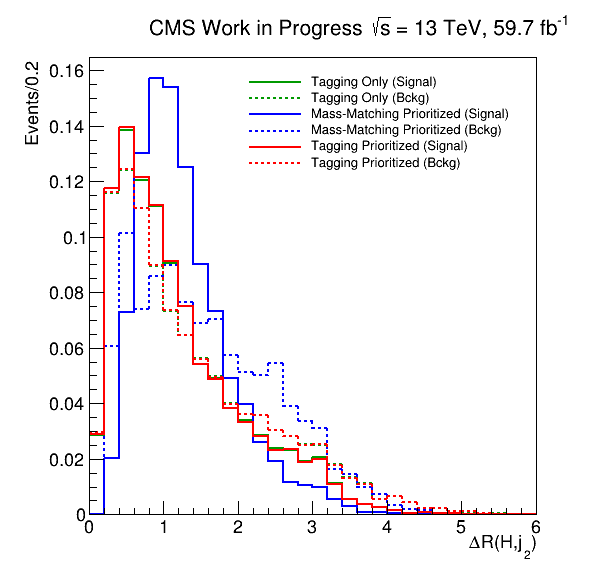 CMS Work in Progress √s = 13 TeV, 59.7 fb⁻¹
Events/0.2
0.16
0.14
0.12
0.1
0.08
0.06
0.04
0.02
0
Tagging Only (Signal)
Tagging Only (Bckg)
Mass-Matching Prioritized (Signal)
Mass-Matching Prioritized (Bckg)
Tagging Prioritized (Signal)
Tagging Prioritized (Bckg)
0 1 2 3 4 5 6
ΔR(H,j₂)